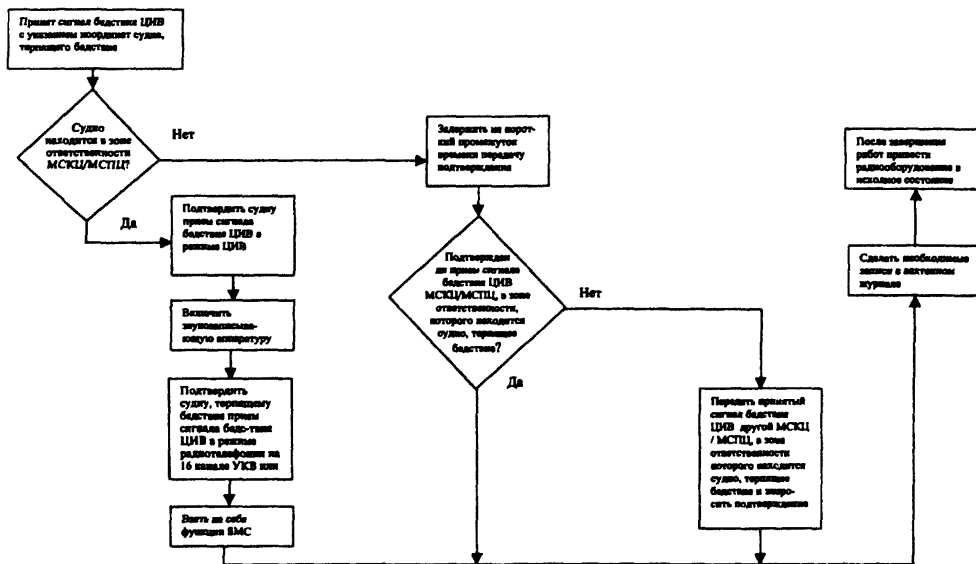 Принят сигнал бедствия ЦИВ
с указанием координат судна,
терпящего бедствие
Судно
находится в зоне
ответственности
МСКЦ/МСПЦ?
Нет
Да
Подтвердить судну
прием сигнала
бедствия ЦИВ в
режиме ЦИВ
Включить
звукозаписыва-
ющую аппаратуру
Подтвердить
судну, терпящему
бедствие прием
сигнала бедс-твия
ЦИВ в режиме
радиотелефонии на
16 канале УКВ или
Взять на себя
функции
Задержать на корот-
кий промежуток
времени передачу
подтверждения
Подтвержден
ли прием сигнала
бедствия ЦИВ
МСКЦ/МСПЦ, в зоне
ответственности,
которого находится
судно, терпящее
бедствие?
Нет
Да
Передать принятый
сигнал бедствия
ЦИВ другой МСКЦ
/ МСПЦ, в зоне
ответственности
которого находится
судно, терпящее
бедствие и запро-
сить подтверждение
Сделать необходимые
записи в вахтенном
журнале
После завершения
работ привести
радиооборудование в
исходное состояние